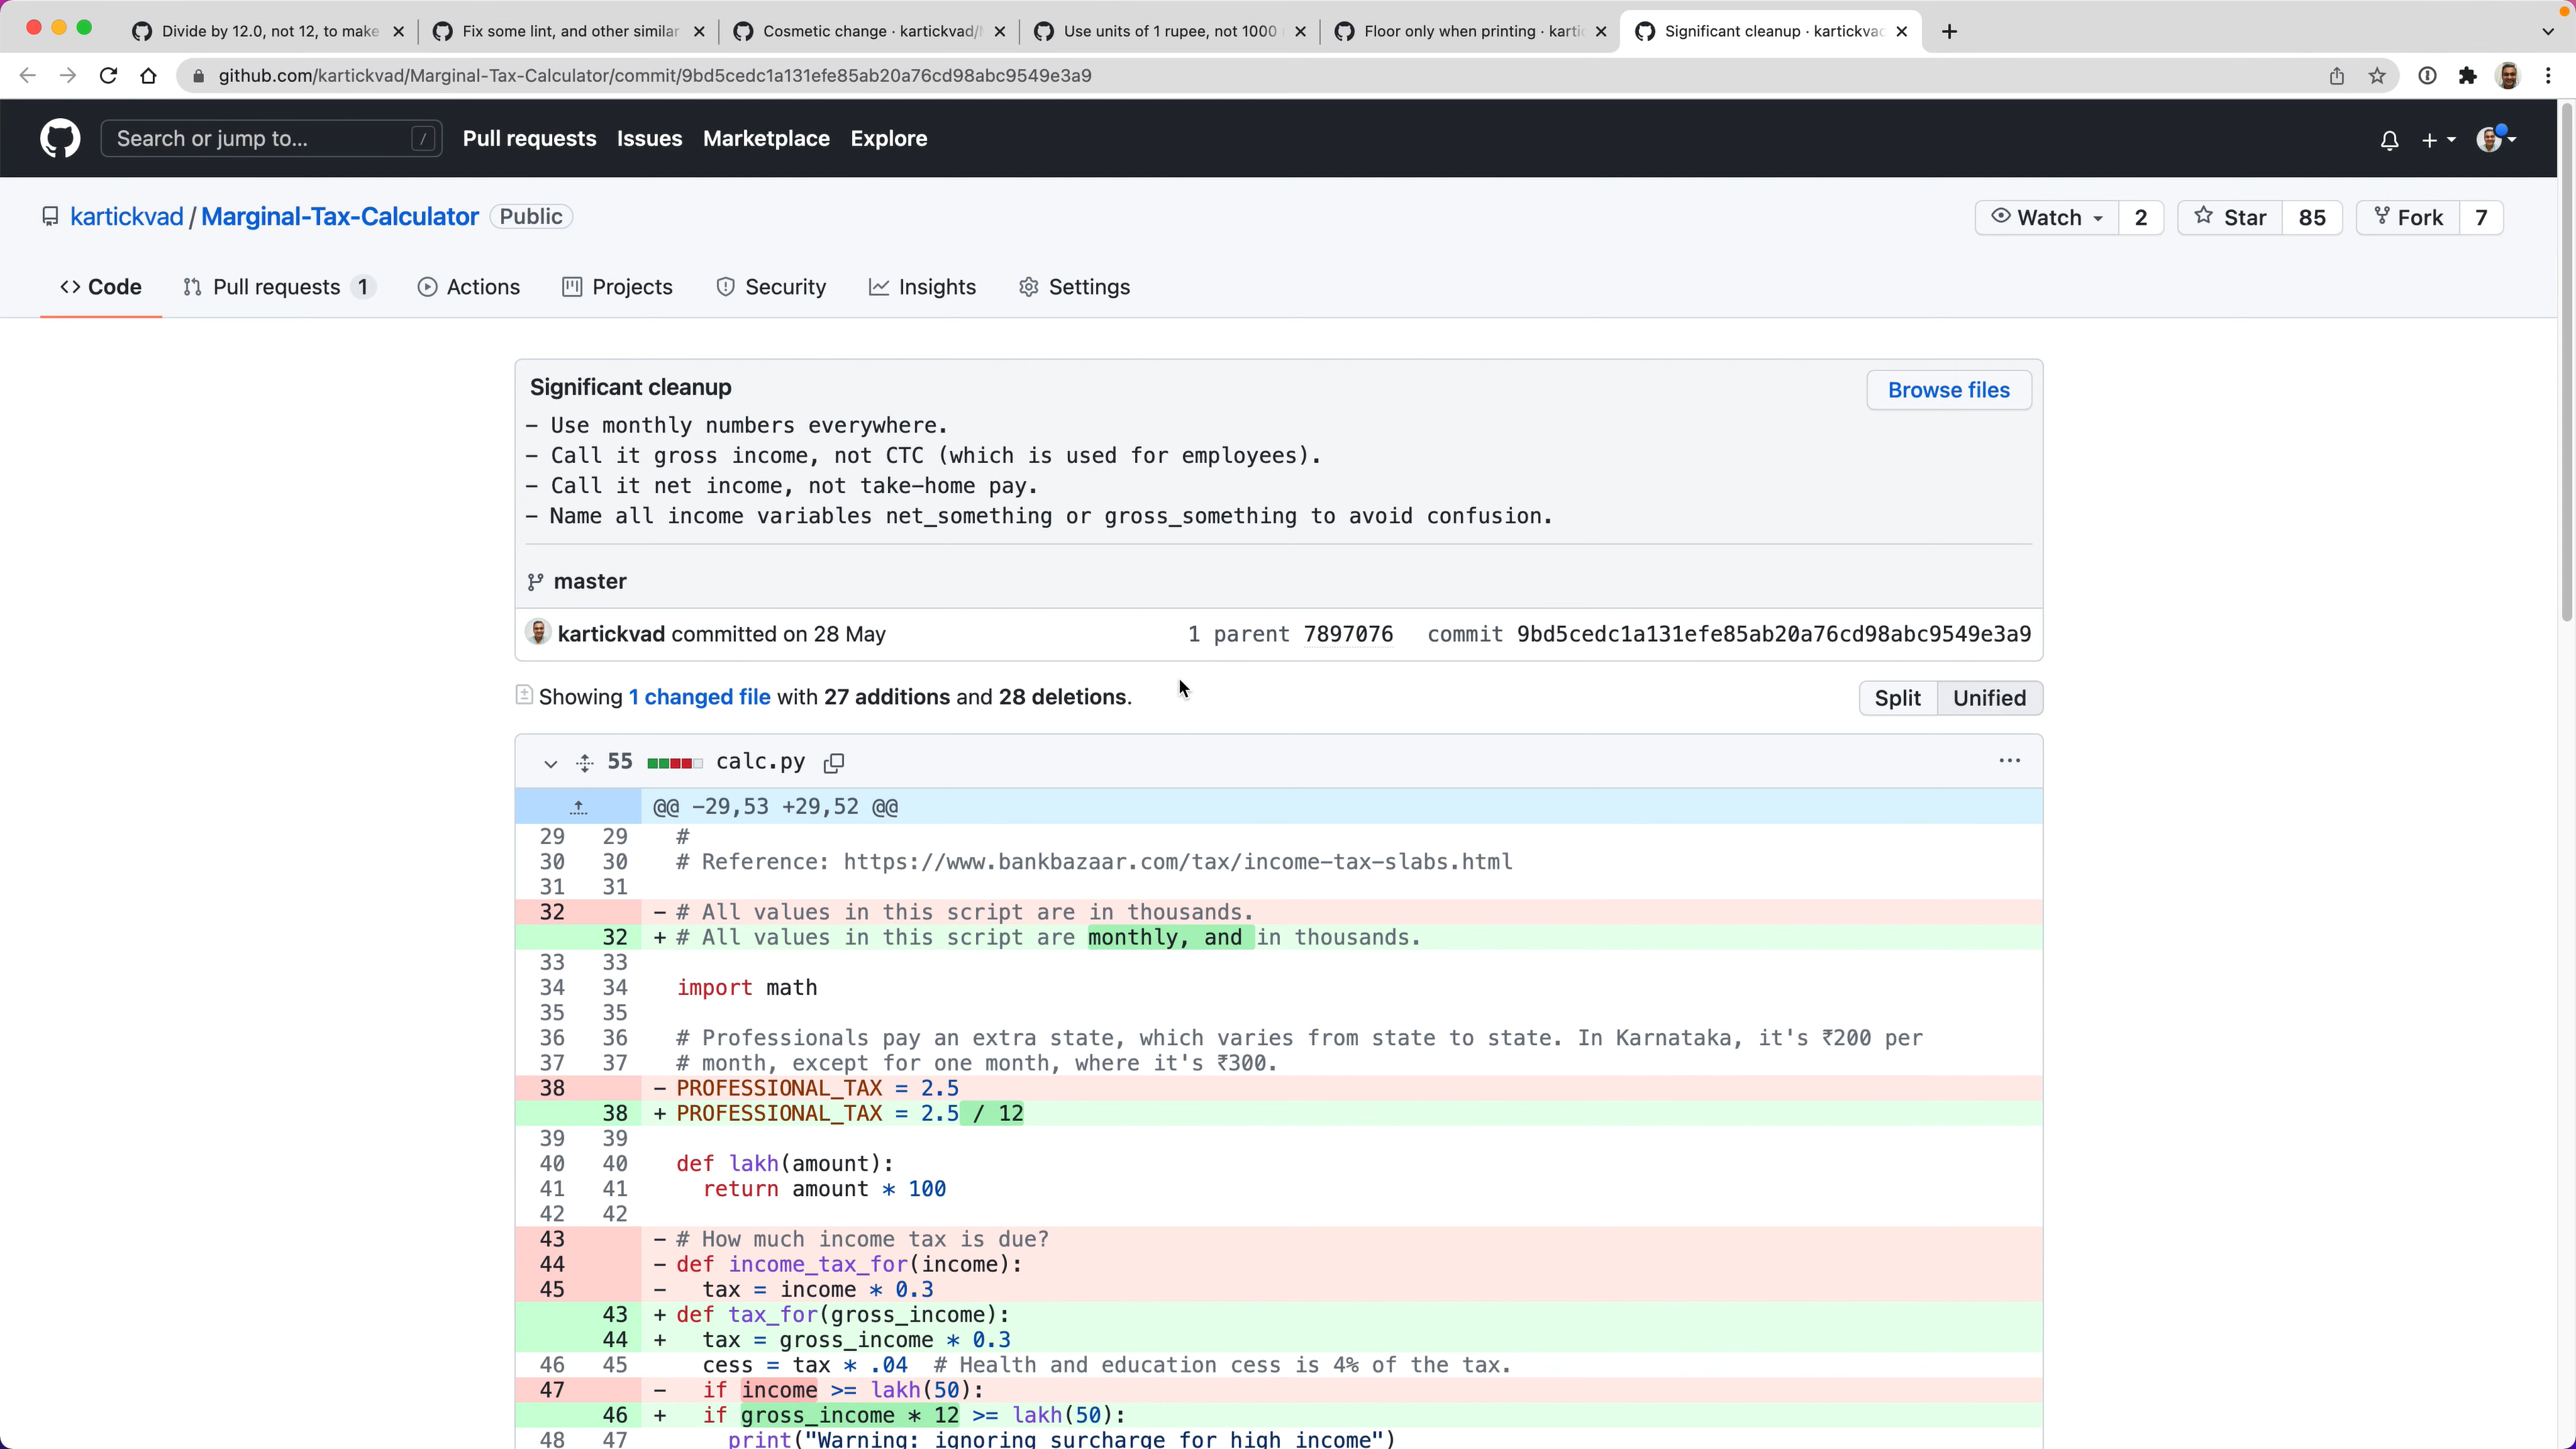 Divide by 12.0, not 12, to make
Fix some lint, and other similar
Cosmetic change · kartickvad/
Use units of 1 rupee, not 1000
Floor only when printing · kartic
Significant cleanup · kartickvad
github.com/kartickvad/Marginal-Tax-Calculator/commit/9bd5cedc1a131efe85ab20a76cd98abc9549e3a9
Search or jump to... /
Pull requests Issues Marketplace Explore
kartickvad / Marginal-Tax-Calculator Public
Watch 2 Star 85 Fork 7
Code Pull requests 1 Actions Projects Security Insights Settings
Significant cleanup
Browse files
– Use monthly numbers everywhere.
– Call it gross income, not CTC (which is used for employees).
– Call it net income, not take-home pay.
– Name all income variables net_something or gross_something to avoid confusion.
master
kartickvad committed on 28 May 1 parent 7897076 commit 9bd5cedc1a131efe85ab20a76cd98abc9549e3a9
Showing 1 changed file with 27 additions and 28 deletions.
Split Unified
55 calc.py ...
@@ -29,53 +29,52 @@
29 29 #
30 30 # Reference: https://www.bankbazaar.com/tax/income-tax-slabs.html
31 31
32 - # All values in this script are in thousands.
32 + # All values in this script are monthly, and in thousands.
33 33
34 34 import math
35 35
36 36 # Professionals pay an extra state, which varies from state to state. In Karnataka, it's ₹200 per
37 37 # month, except for one month, where it's ₹300.
38 - PROFESSIONAL_TAX = 2.5
38 + PROFESSIONAL_TAX = 2.5 / 12
39 39
40 40 def lakh(amount):
41 41 return amount * 100
42 42
43 - # How much income tax is due?
44 - def income_tax_for(income):
45 - tax = income * 0.3
43 + def tax_for(gross_income):
44 + tax = gross_income * 0.3
46 45 cess = tax * .04 # Health and education cess is 4% of the tax.
47 - if income >= lakh(50):
46 + if gross_income * 12 >= lakh(50):
48 47 print("Warning: ignoring surcharge for high income")